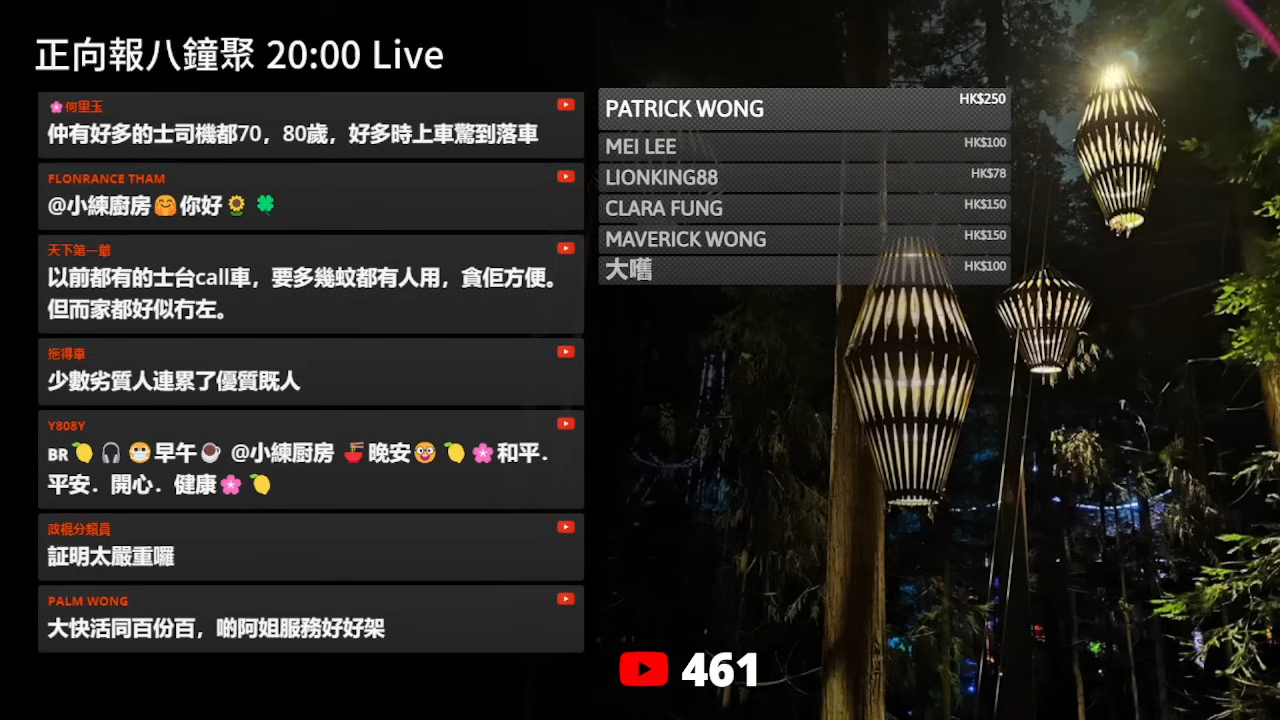 正向報八鐘聚 20:00 Live
🌸何里玉
仲有好多的士司機都70，80歲，好多時上車驚到落車
FLONRANCE THAM
@小練廚房🤗你好🌻🍀
天下第一爺
以前都有的士台call車，要多幾蚊都有人用，貪佢方便。
但而家都好似冇左。
拖得車
少數劣質人連累了優質既人
Y808Y
BR🍋🎧😷早午☕ @小練厨房 🍜晚安🤓🍋🌸和平．
平安．開心．健康🌸🍋
政棍分類員
証明太嚴重囉
PALM WONG
大快活同百份百，啲阿姐服務好好架
PATRICK WONG HK$250
MEI LEE HK$100
LIONKING88 HK$78
CLARA FUNG HK$150
MAVERICK WONG HK$150
大嚿 HK$100
461